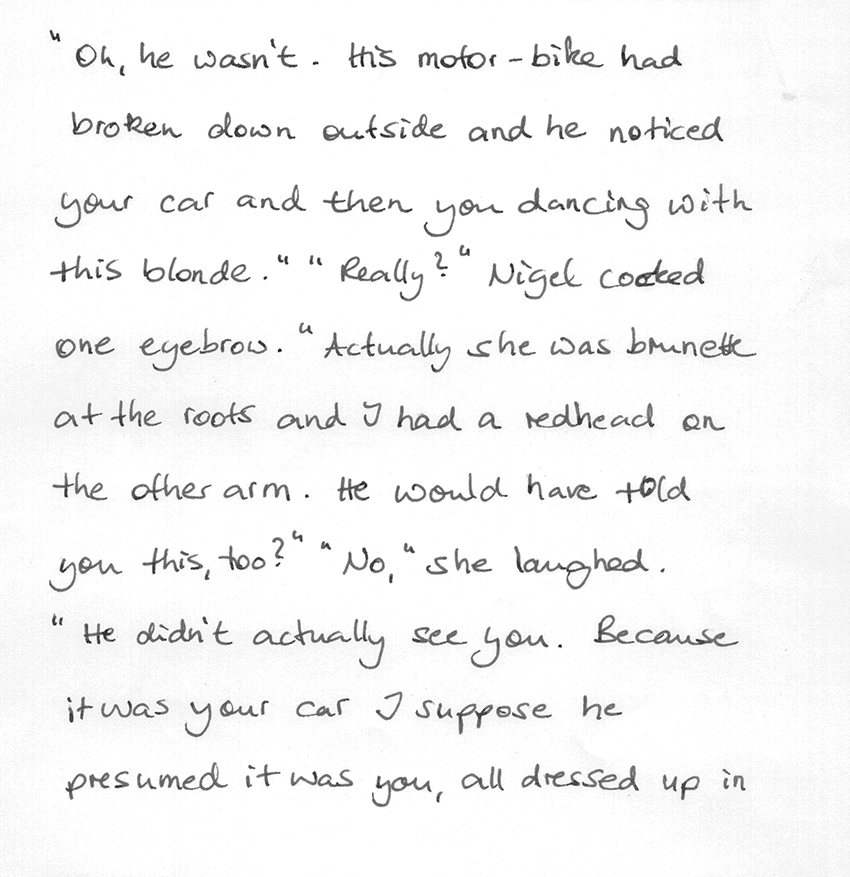 "Oh, he wasn't. His motor-bike had
broken down outside and he noticed
your car and then you dancing with
this blonde." "Really?" Nigel cocked
one eyebrow. "Actually she was brunette
at the roots and I had a redhead on
the other arm. He would have told
you this, too?" "No," she laughed.
"He didn't actually see you. Because
it was your car I suppose he
presumed it was you, all dressed up in